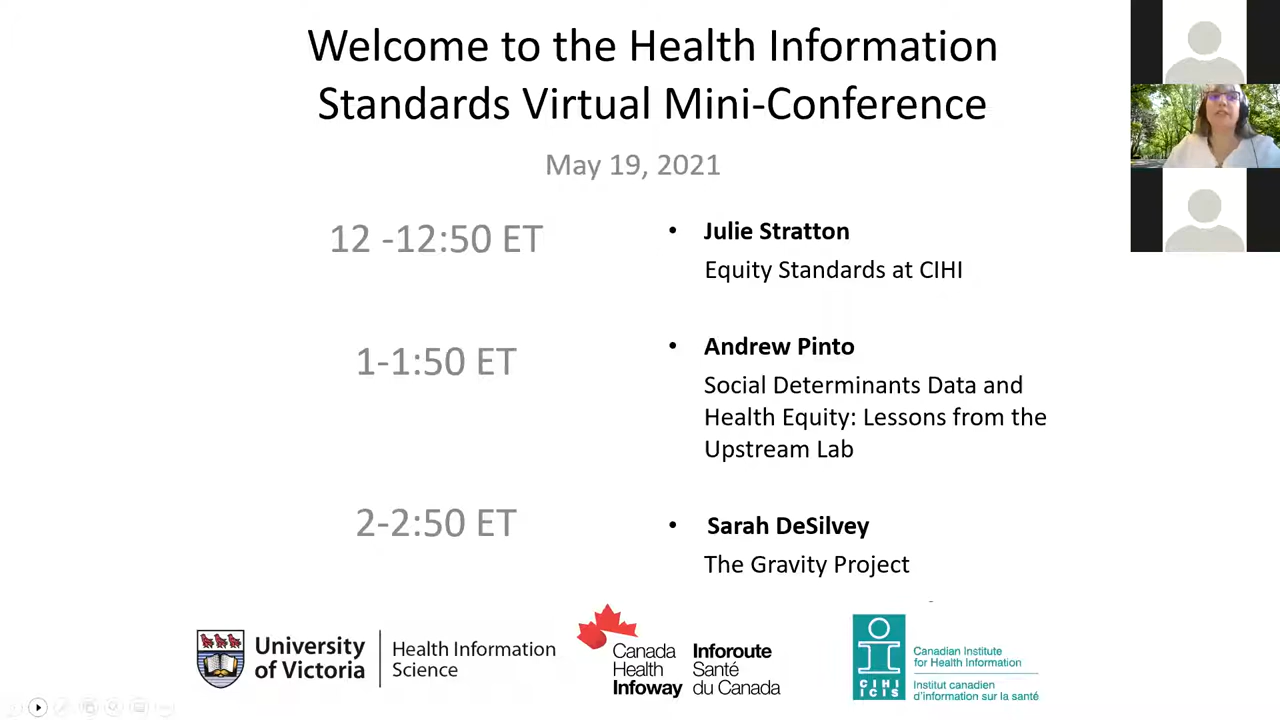 Welcome to the Health Information
Standards Virtual Mini-Conference
May 19, 2021
12 -12:50 ET
• Julie Stratton
Equity Standards at CIHI
1-1:50 ET
• Andrew Pinto
Social Determinants Data and
Health Equity: Lessons from the
Upstream Lab
2-2:50 ET
• Sarah DeSilvey
The Gravity Project
University
of Victoria
Health Information
Science
Canada
Health
Infoway
Inforoute
Santé
du Canada
CIHI
ICIS
Canadian Institute
for Health Information
Institut canadien
d'information sur la santé